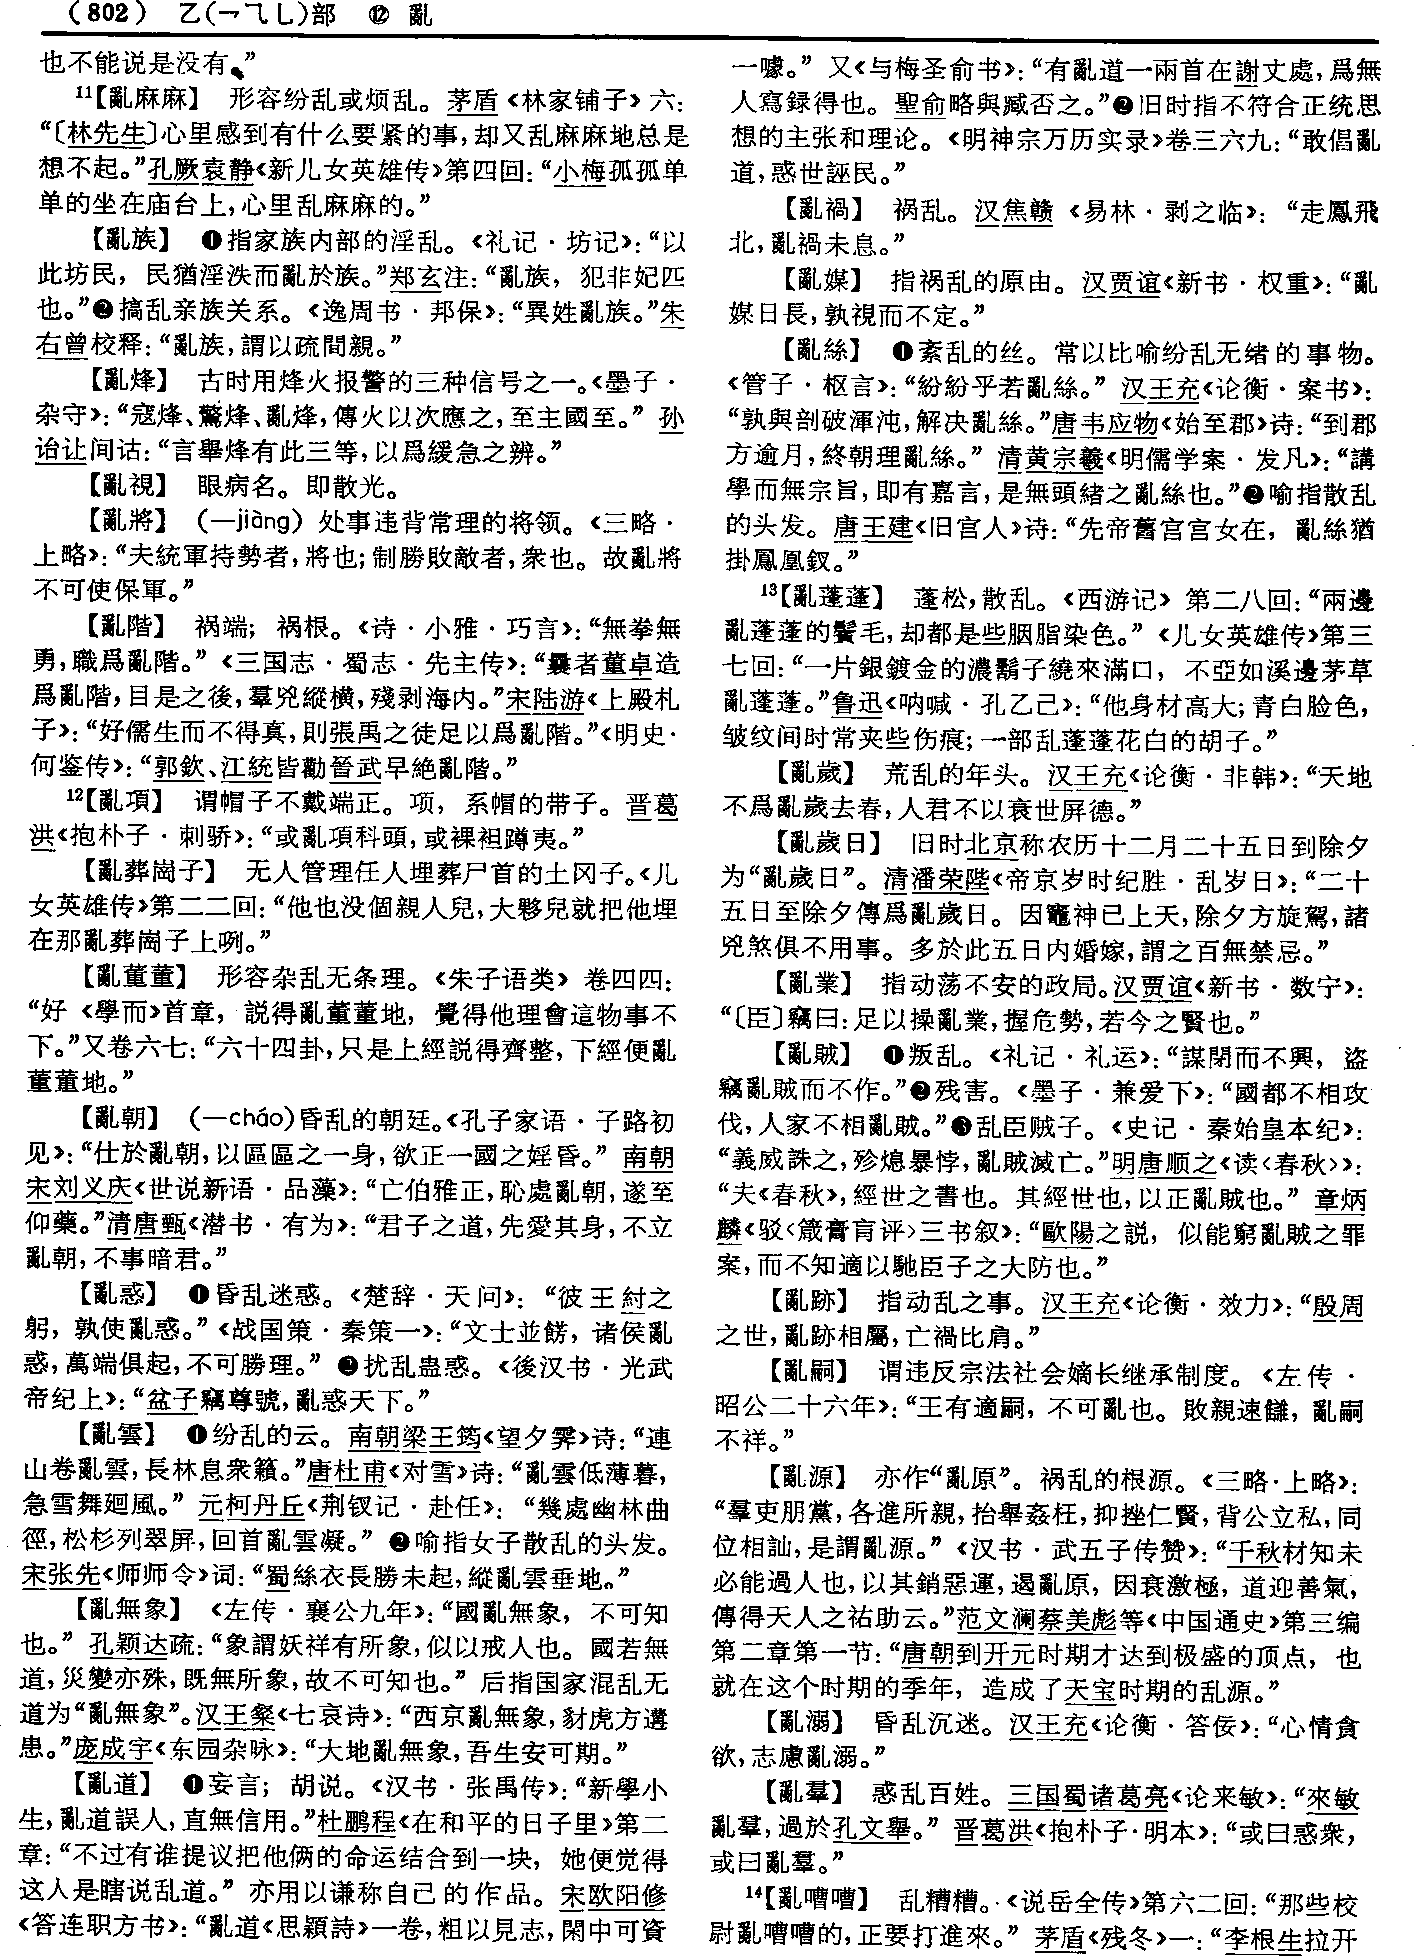 （802） 乙(乛⺄乚)部 ⑫ 亂
也不能说是没有。”
¹¹【亂麻麻】 形容纷乱或烦乱。茅盾《林家铺子》六：
“〔林先生〕心里感到有什么要紧的事，却又乱麻麻地总是
想不起。”孔厥袁静《新儿女英雄传》第四回：“小梅孤孤单
单的坐在庙台上，心里乱麻麻的。”
【亂族】 ❶指家族内部的淫乱。《礼记·坊记》：“以
此坊民，民猶淫泆而亂於族。”郑玄注：“亂族，犯非妃匹
也。”❷搞乱亲族关系。《逸周书·邦保》：“異姓亂族。”朱
右曾校释：“亂族，謂以疏間親。”
【亂烽】 古时用烽火报警的三种信号之一。《墨子·
杂守》：“寇烽、驚烽、亂烽，傳火以次應之，至主國至。” 孙
诒让间诂：“言舉烽有此三等，以爲緩急之辨。”
【亂視】 眼病名。即散光。
【亂將】 （—jiàng）处事违背常理的将领。《三略·
上略》：“夫統軍持勢者，將也；制勝敗敵者，衆也。故亂將
不可使保軍。”
【亂階】 祸端；祸根。《诗·小雅·巧言》：“無拳無
勇，職爲亂階。”《三国志·蜀志·先主传》：“曩者董卓造
爲亂階，自是之後，羣兇縱横，殘剥海内。”宋陆游《上殿札
子》：“好儒生而不得真，則張禹之徒足以爲亂階。”《明史·
何鉴传》：“郭欽、江統皆勸晉武早絶亂階。”
¹²【亂項】 谓帽子不戴端正。项，系帽的带子。晋葛
洪《抱朴子·刺骄》：“或亂項科頭，或裸袒蹲夷。”
【亂葬崗子】 无人管理任人埋葬尸首的土冈子。《儿
女英雄传》第二二回：“他也没個親人兒，大夥兒就把他埋
在那亂葬崗子上咧。”
【亂董董】 形容杂乱无条理。《朱子语类》卷四四：
“好《學而》首章，説得亂董董地，覺得他理會這物事不
下。”又卷六七：“六十四卦，只是上經説得齊整，下經便亂
董董地。”
【亂朝】 （—cháo）昏乱的朝廷。《孔子家语·子路初
见》：“仕於亂朝，以區區之一身，欲正一國之婬昏。” 南朝
宋刘义庆《世说新语·品藻》：“亡伯雅正，恥處亂朝，遂至
仰藥。”清唐甄《潜书·有为》：“君子之道，先愛其身，不立
亂朝，不事暗君。”
【亂惑】 ❶昏乱迷惑。《楚辞·天问》：“彼王紂之
躬，孰使亂惑。”《战国策·秦策一》：“文士並餝，诸侯亂
惑，萬端俱起，不可勝理。” ❷扰乱蛊惑。《後汉书·光武
帝纪上》：“盆子竊尊號，亂惑天下。”
【亂雲】 ❶纷乱的云。南朝梁王筠《望夕霁》诗：“連
山卷亂雲，長林息衆籟。”唐杜甫《对雪》诗：“亂雲低薄暮，
急雪舞廻風。” 元柯丹丘《荆钗记·赴任》：“幾處幽林曲
徑，松杉列翠屏，回首亂雲凝。” ❷喻指女子散乱的头发。
宋张先《师师令》词：“蜀絲衣長勝未起，縱亂雲垂地。”
【亂無象】 《左传·襄公九年》：“國亂無象，不可知
也。” 孔颖达疏：“象謂妖祥有所象，似以戒人也。國若無
道，災變亦殊，既無所象，故不可知也。” 后指国家混乱无
道为“亂無象”。汉王粲《七哀诗》：“西京亂無象，豺虎方遘
患。”庞成宇《东园杂咏》：“大地亂無象，吾生安可期。”
【亂道】 ❶妄言；胡说。《汉书·张禹传》：“新學小
生，亂道誤人，直無信用。”杜鹏程《在和平的日子里》第二
章：“不过有谁提议把他俩的命运结合到一块，她便觉得
这人是瞎说乱道。” 亦用以谦称自己的作品。宋欧阳修
《答连职方书》：“亂道《思穎詩》一卷，粗以見志，閑中可資
一噱。” 又《与梅圣俞书》：“有亂道一兩首在謝丈處，爲無
人寫録得也。聖俞略與臧否之。”❷旧时指不符合正统思
想的主张和理论。《明神宗万历实录》卷三六九：“敢倡亂
道，惑世誣民。”
【亂禍】 祸乱。汉焦赣《易林·剥之临》：“走鳳飛
北，亂禍未息。”
【亂媒】 指祸乱的原由。汉贾谊《新书·权重》：“亂
媒日長，孰視而不定。”
【亂絲】 ❶紊乱的丝。常以比喻纷乱无绪的事物。
《管子·枢言》：“紛紛乎若亂絲。” 汉王充《论衡·案书》：
“孰與剖破渾沌，解决亂絲。”唐韦应物《始至郡》诗：“到郡
方逾月，終朝理亂絲。” 清黄宗羲《明儒学案·发凡》：“講
學而無宗旨，即有嘉言，是無頭緒之亂絲也。”❷喻指散乱
的头发。唐王建《旧宫人》诗：“先帝舊宫宫女在，亂絲猶
掛鳳凰釵。”
¹³【亂蓬蓬】 蓬松，散乱。《西游记》第二八回：“兩邊
亂蓬蓬的鬢毛，却都是些胭脂染色。”《儿女英雄传》第三
七回：“一片銀鍍金的濃鬍子繞來滿口，不亞如溪邊茅草
亂蓬蓬。”鲁迅《呐喊·孔乙己》：“他身材高大；青白脸色，
皱纹间时常夹些伤痕；一部乱蓬蓬花白的胡子。”
【亂歲】 荒乱的年头。汉王充《论衡·非韩》：“天地
不爲亂歲去春，人君不以衰世屏德。”
【亂歲日】 旧时北京称农历十二月二十五日到除夕
为“亂歲日”。清潘荣陛《帝京岁时纪胜·乱岁日》：“二十
五日至除夕傳爲亂歲日。因竈神已上天，除夕方旋駕，諸
兇煞俱不用事。多於此五日内婚嫁，謂之百無禁忌。”
【亂業】 指动荡不安的政局。汉贾谊《新书·数宁》：
“〔臣〕竊曰：足以操亂業，握危勢，若今之賢也。”
【亂賊】 ❶叛乱。《礼记·礼运》：“謀閉而不興，盜
竊亂賊而不作。”❷残害。《墨子·兼爱下》：“國都不相攻
伐，人家不相亂賊。”❸乱臣贼子。《史记·秦始皇本纪》：
“義威誅之，殄熄暴悖，亂賊滅亡。”明唐顺之《读〈春秋〉》：
“夫《春秋》，經世之書也。其經世也，以正亂賊也。” 章炳
麟《驳〈箴膏肓评〉三书叙》：“歐陽之説，似能窮亂賊之罪
案，而不知適以馳臣子之大防也。”
【亂跡】 指动乱之事。汉王充《论衡·效力》：“殷周
之世，亂跡相屬，亡禍比肩。”
【亂嗣】 谓违反宗法社会嫡长继承制度。《左传·
昭公二十六年》：“王有適嗣，不可亂也。敗親速讎，亂嗣
不祥。”
【亂源】 亦作“亂原”。祸乱的根源。《三略·上略》：
“羣吏朋黨，各進所親，抬舉姦枉，抑挫仁賢，背公立私，同
位相訕，是謂亂源。”《汉书·武五子传赞》：“千秋材知未
必能過人也，以其銷惡運，遏亂原，因衰激極，道迎善氣，
傳得天人之祐助云。”范文澜蔡美彪等《中国通史》第三编
第二章第一节：“唐朝到开元时期才达到极盛的顶点，也
就在这个时期的季年，造成了天宝时期的乱源。”
【亂溺】 昏乱沉迷。汉王充《论衡·答佞》：“心情貪
欲，志慮亂溺。”
【亂羣】 惑乱百姓。三国蜀诸葛亮《论来敏》：“來敏
亂羣，過於孔文舉。” 晋葛洪《抱朴子·明本》：“或曰惑衆，
或曰亂羣。”
¹⁴【亂嘈嘈】 乱糟糟。《说岳全传》第六二回：“那些校
尉亂嘈嘈的，正要打進來。” 茅盾《残冬》一：“李根生拉开